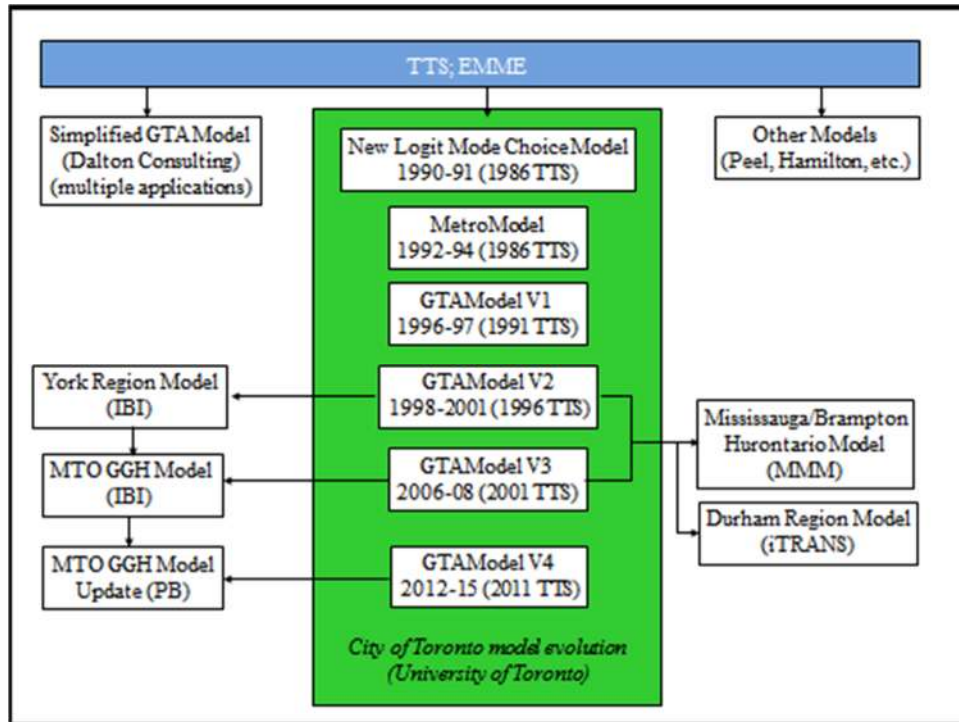 TTS; EMME
Simplified GTA Model
(Dalton Consulting)
(multiple applications)
New Logit Mode Choice Model
1990-91 (1986 TTS)
Other Models
(Peel, Hamilton, etc.)
MetroModel
1992-94 (1986 TTS)
GTAModel V1
1996-97 (1991 TTS)
York Region Model
(IBI)
GTAModel V2
1998-2001 (1996 TTS)
Mississauga/Brampton
Hurontario Model
(MMM)
MTO GGH Model
(IBI)
GTAModel V3
2006-08 (2001 TTS)
Durham Region Model
(iTRANS)
MTO GGH Model
Update (PB)
GTAModel V4
2012-15 (2011 TTS)
City of Toronto model evolution
(University of Toronto)